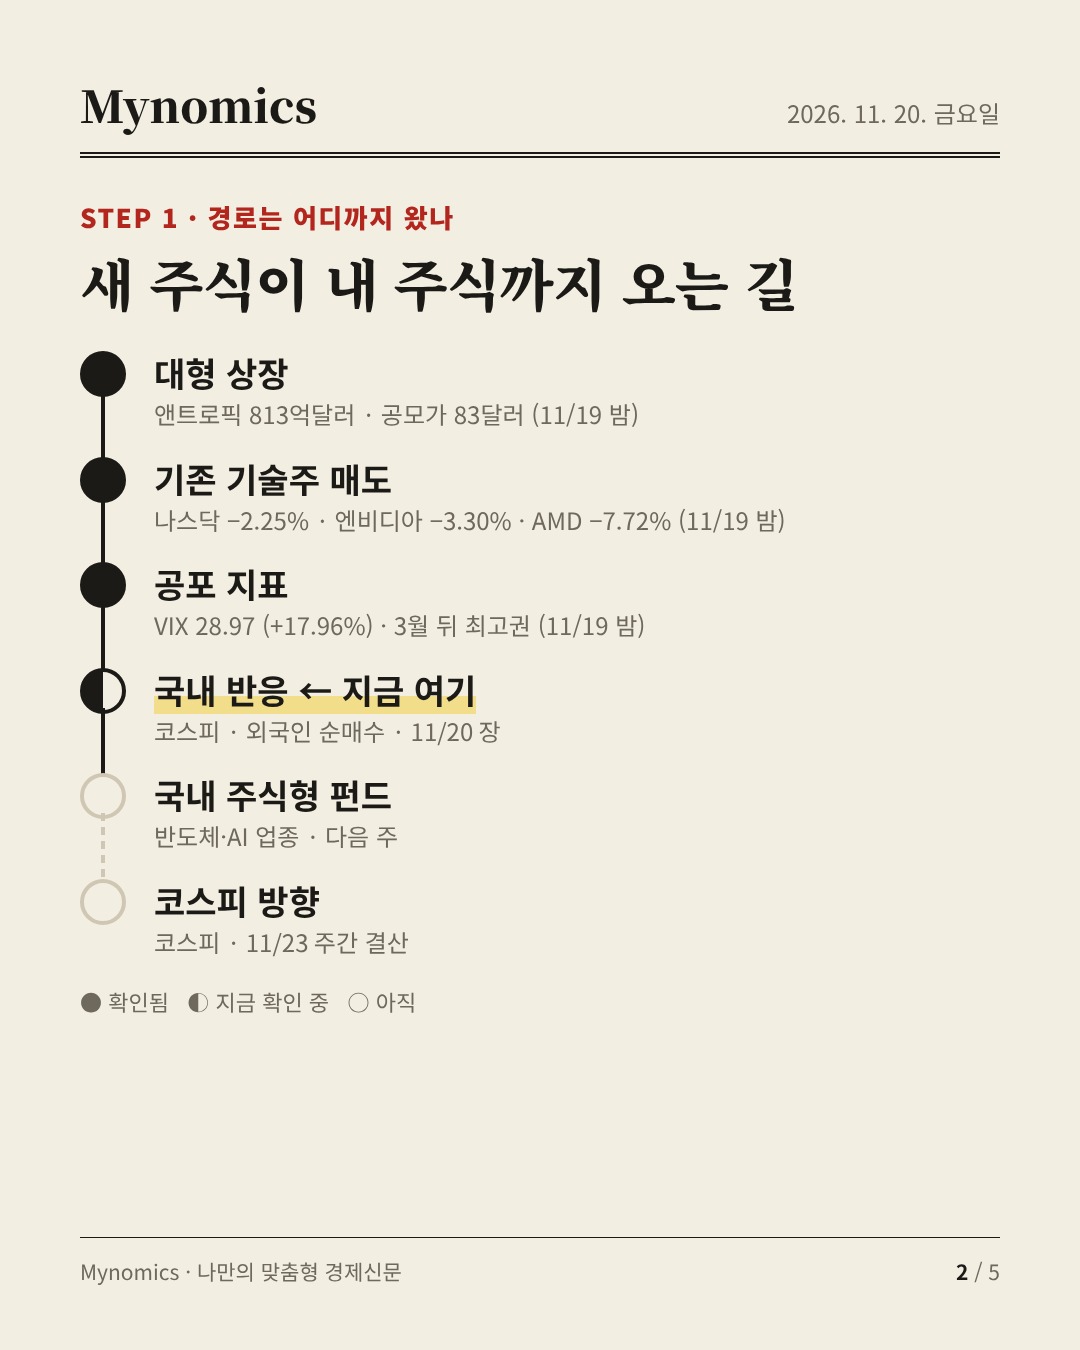 Mynomics
2026. 11. 20. 금요일
STEP 1 · 경로는 어디까지 왔나
새 주식이 내 주식까지 오는 길
대형 상장
앤트로픽 813억달러 · 공모가 83달러 (11/19 밤)
기존 기술주 매도
나스닥 −2.25% · 엔비디아 −3.30% · AMD −7.72% (11/19 밤)
공포 지표
VIX 28.97 (+17.96%) · 3월 뒤 최고권 (11/19 밤)
국내 반응 ← 지금 여기
코스피 · 외국인 순매수 · 11/20 장
국내 주식형 펀드
반도체·AI 업종 · 다음 주
코스피 방향
코스피 · 11/23 주간 결산
● 확인됨 ◐ 지금 확인 중 ○ 아직
Mynomics · 나만의 맞춤형 경제신문
2 / 5